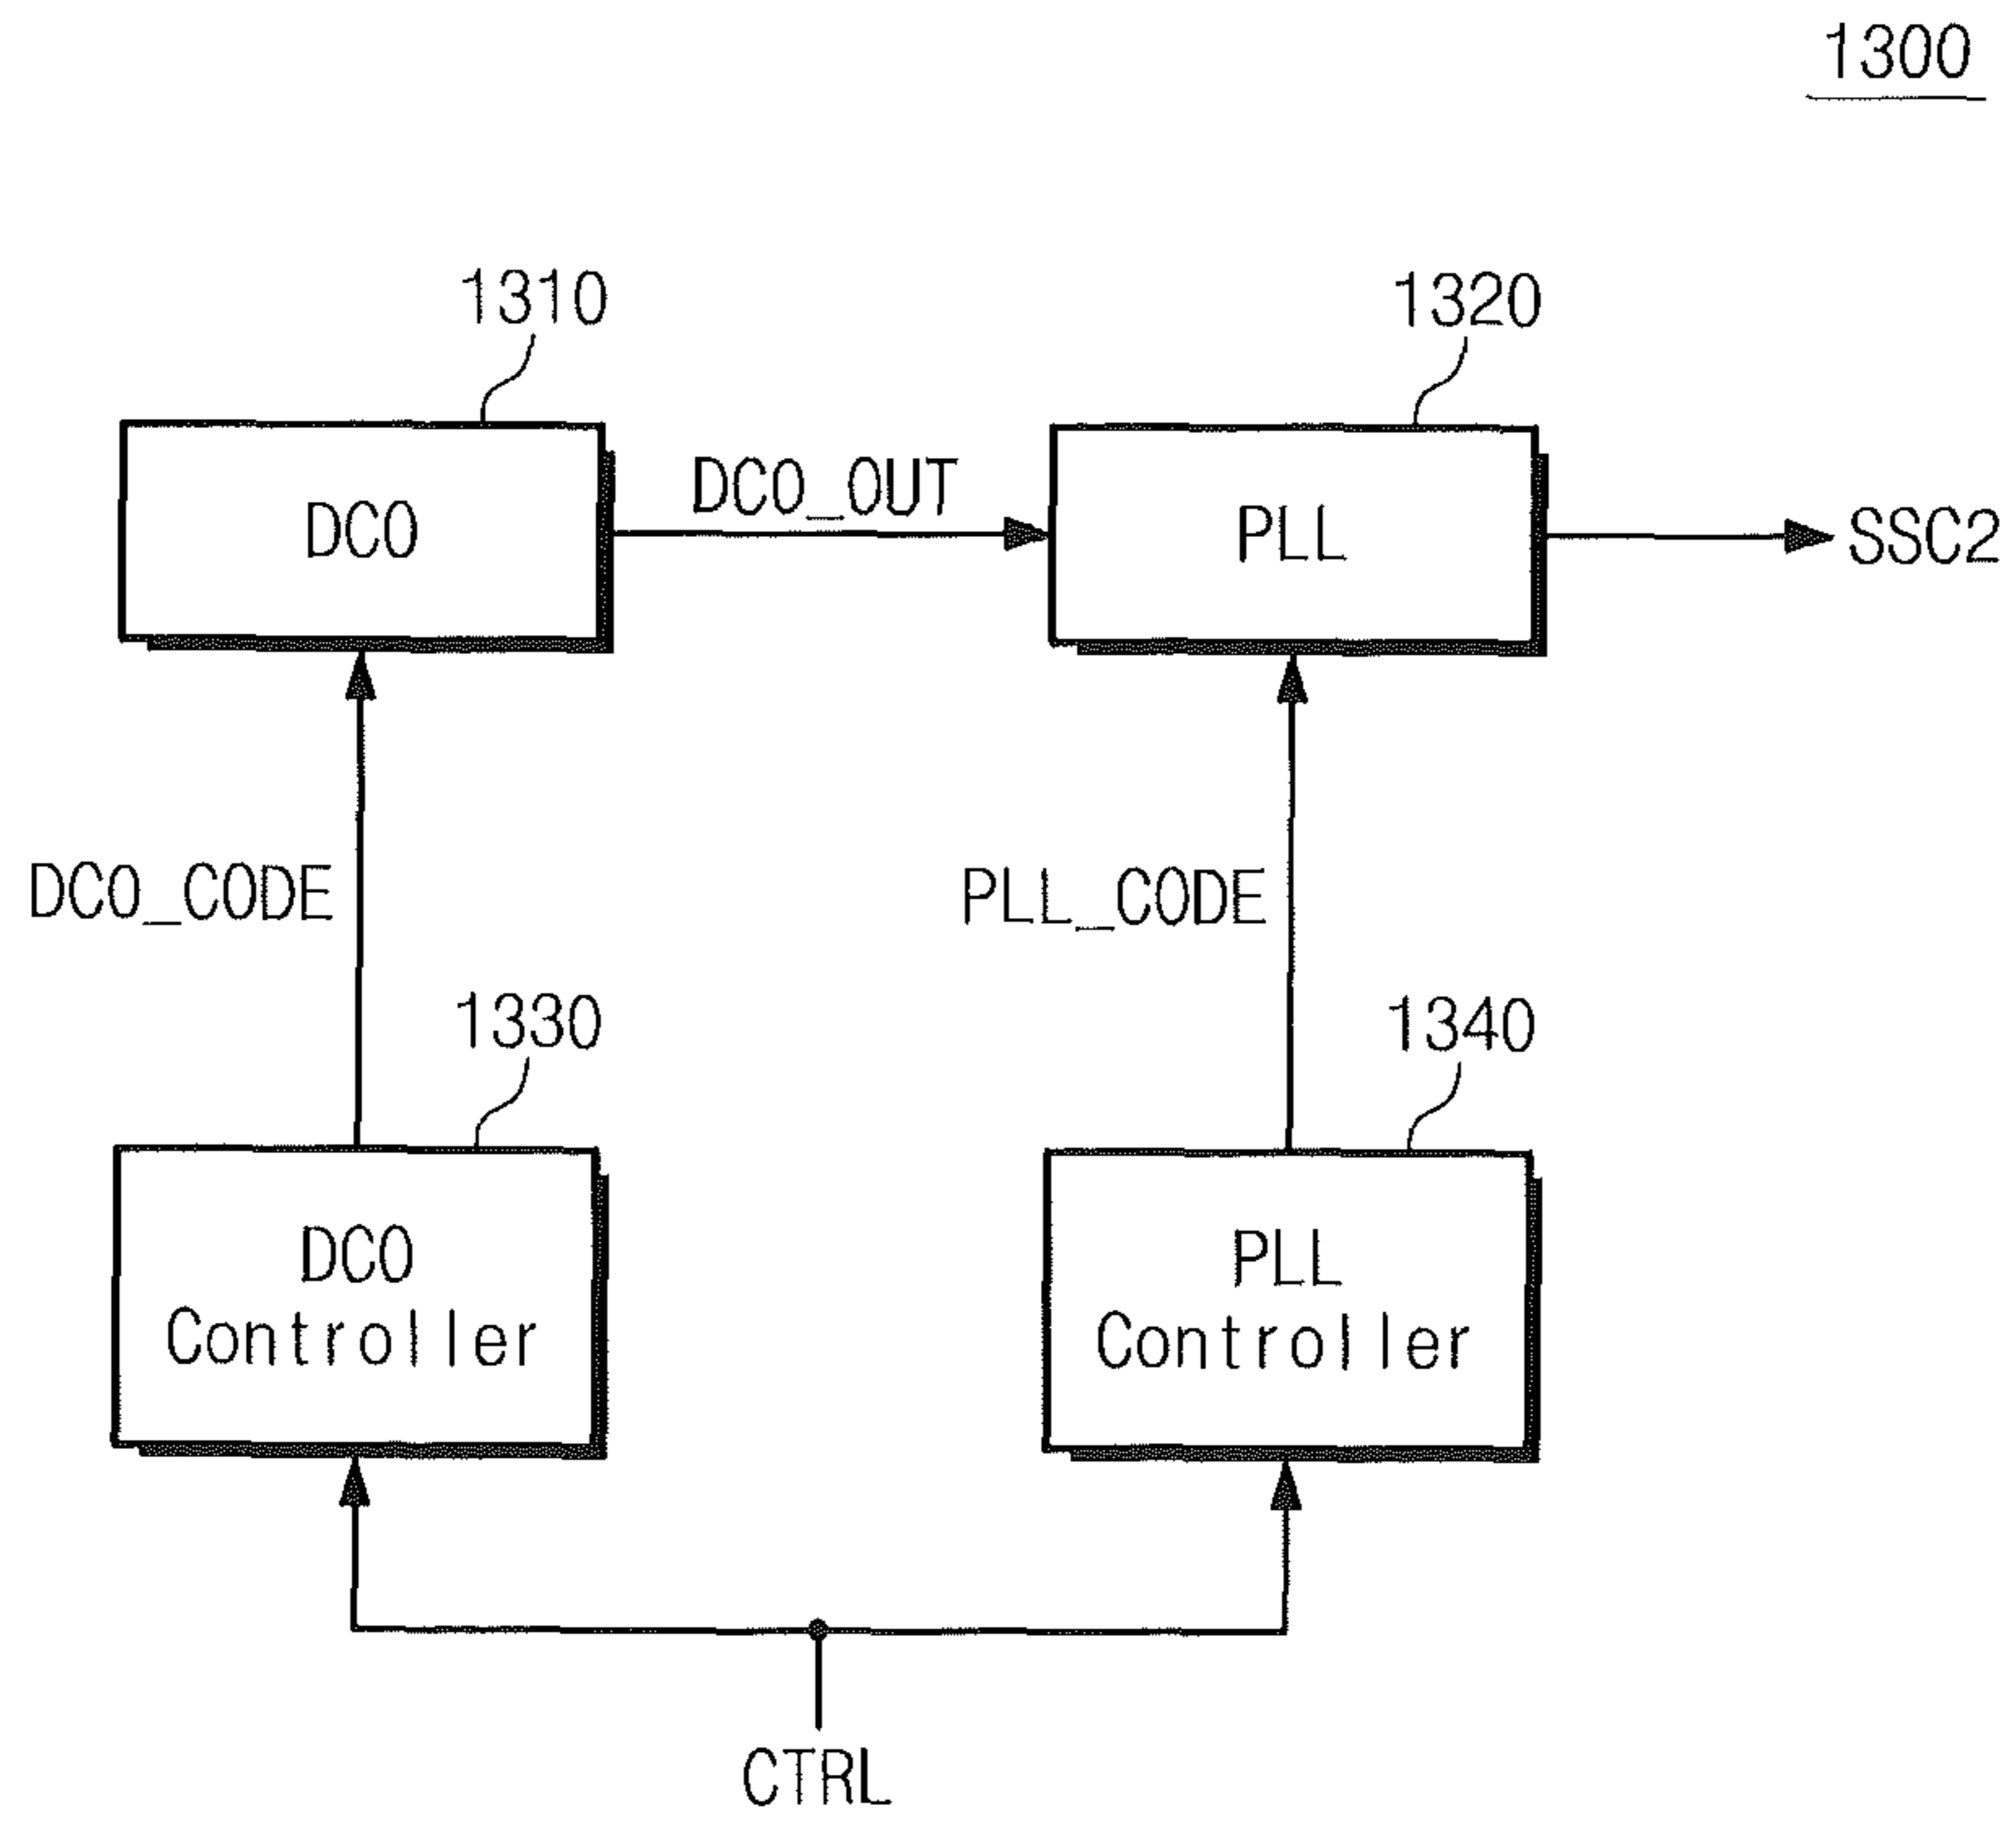 1300
1310
1320
DCO
DCO_OUT
PLL
SSC2
DCO_CODE
PLL_CODE
1330
1340
DCO
Controller
PLL
Controller
CTRL